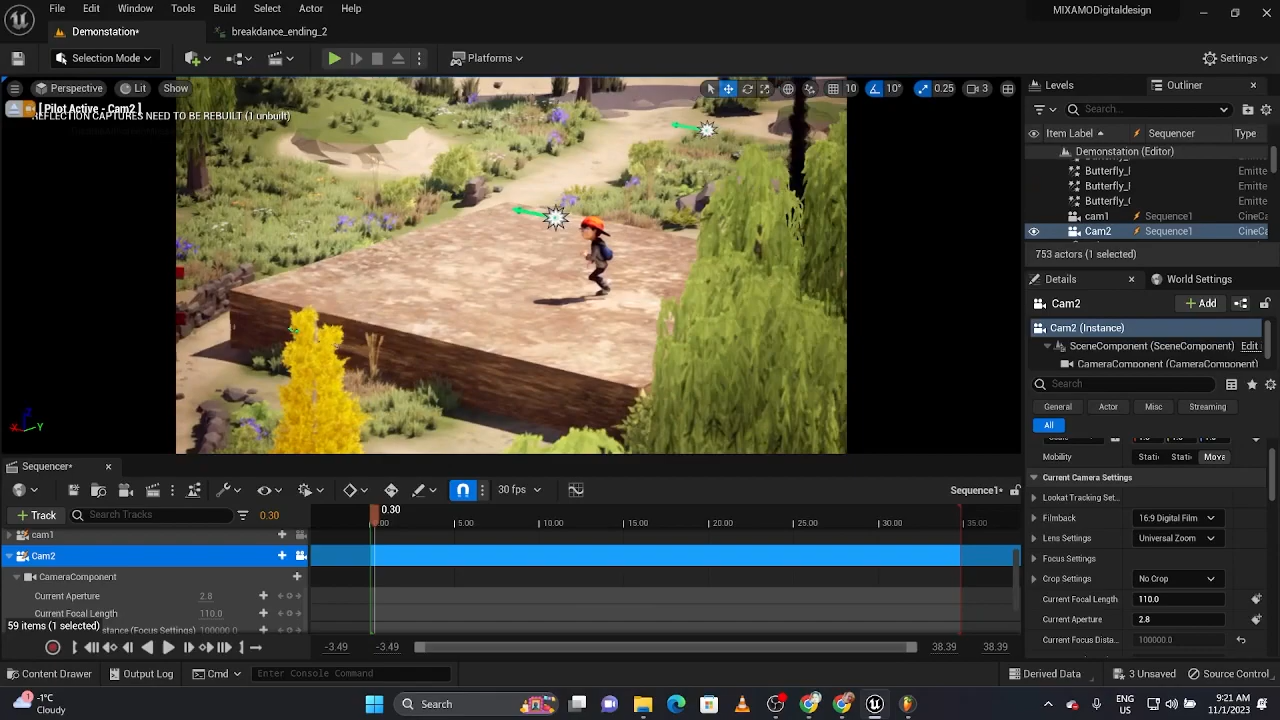 File Edit Window Tools Build Select Actor Help
MIXAMODigitaldesign
Demonstation*
breakdance_ending_2
Selection Mode
Platforms
Settings
Perspective
Lit
Show
10
10°
0.25
3
[ Pilot Active - Cam2 ]
REFLECTION CAPTURES NEED TO BE REBUILT (1 unbuilt)
Levels
Outliner
Search...
Item Label
Sequencer
Type
Demonstation (Editor)
Butterfly_I
Emitte
Butterfly_I
Emitte
Butterfly_I
Emitte
cam1
Sequence1
CineCa
Cam2
Sequence1
CineCa
753 actors (1 selected)
Details
World Settings
Cam2
+ Add
Cam2 (Instance)
SceneComponent (SceneComponent)
Edit
CameraComponent (CameraCompone
Search
General
Actor
Misc
Streaming
All
Mobility
Stati
Stati
Mova
Current Camera Settings
Lookat Tracking Set...
Filmback
16:9 Digital Film
Lens Settings
Universal Zoom
Focus Settings
Crop Settings
No Crop
Current Focal Length
110.0
Current Aperture
2.8
Current Focus Dista...
100000.0
Sequencer*
30 fps
Sequence1*
+ Track
Search Tracks
0.30
0.30
5.00
10.00
15.00
20.00
25.00
30.00
35.00
cam1
Cam2
CameraComponent
Current Aperture
2.8
Current Focal Length
110.0
59 items (1 selected)
stance (Focus Settings)
100000.0
-3.49
-3.49
38.39
38.39
Content Drawer
Output Log
Cmd
Enter Console Command
Derived Data
3 Unsaved
Source Control
-1°C
Cloudy
Search
ENG
US
9:21 AM
11/1/2023